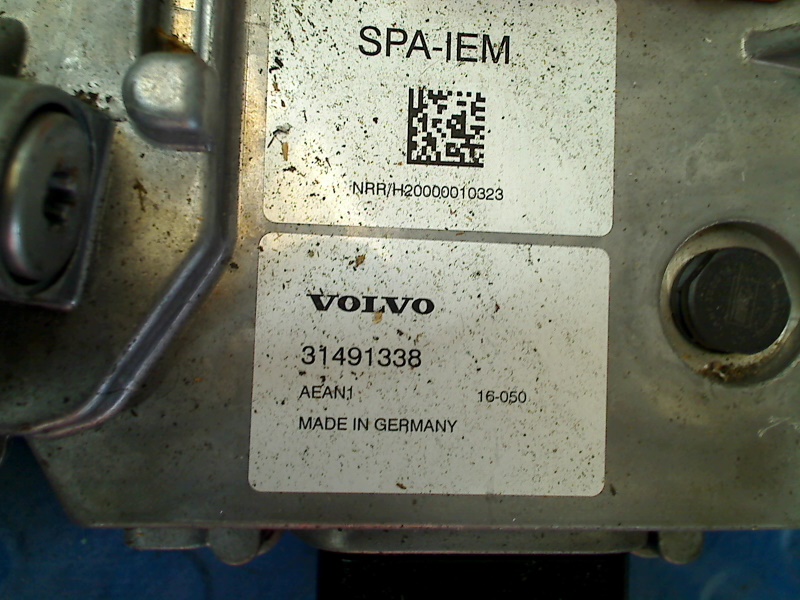 SPA-IEM
NRR/H20000010323
VOLVO
31491338
AEAN1 16-050
MADE IN GERMANY